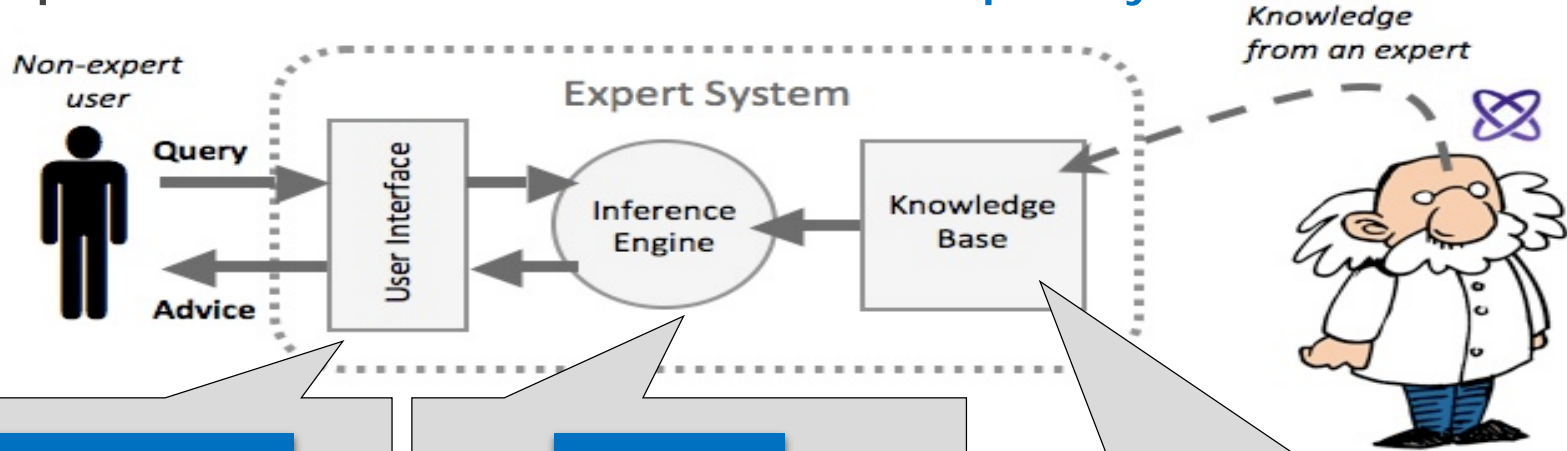 Knowledge
from an expert
Non-expert
user
Expert System
Query
User Interface
Inference
Engine
Knowledge
Base
Advice